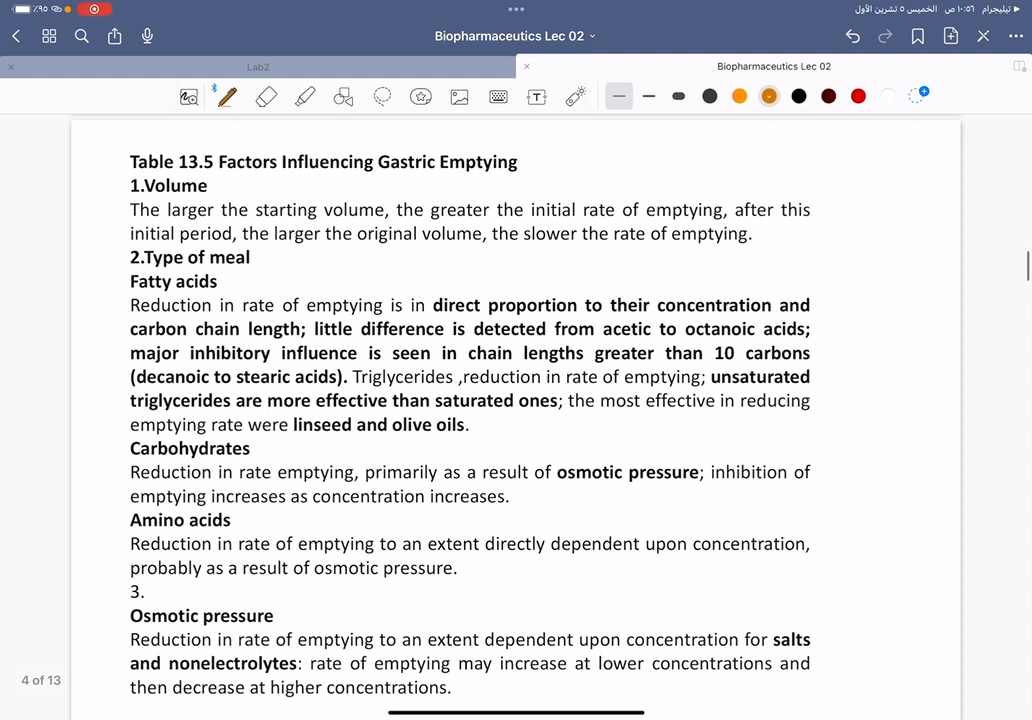 ٪٩٥ ١٠:٥٦ ص الخميس ٥ تشرين الأول تيليجرام
Biopharmaceutics Lec 02
Lab2
Biopharmaceutics Lec 02
Table 13.5 Factors Influencing Gastric Emptying
1.Volume
The larger the starting volume, the greater the initial rate of emptying, after this
initial period, the larger the original volume, the slower the rate of emptying.
2.Type of meal
Fatty acids
Reduction in rate of emptying is in direct proportion to their concentration and
carbon chain length; little difference is detected from acetic to octanoic acids;
major inhibitory influence is seen in chain lengths greater than 10 carbons
(decanoic to stearic acids). Triglycerides ,reduction in rate of emptying; unsaturated
triglycerides are more effective than saturated ones; the most effective in reducing
emptying rate were linseed and olive oils.
Carbohydrates
Reduction in rate emptying, primarily as a result of osmotic pressure; inhibition of
emptying increases as concentration increases.
Amino acids
Reduction in rate of emptying to an extent directly dependent upon concentration,
probably as a result of osmotic pressure.
3.
Osmotic pressure
Reduction in rate of emptying to an extent dependent upon concentration for salts
and nonelectrolytes: rate of emptying may increase at lower concentrations and
then decrease at higher concentrations.
4 of 13